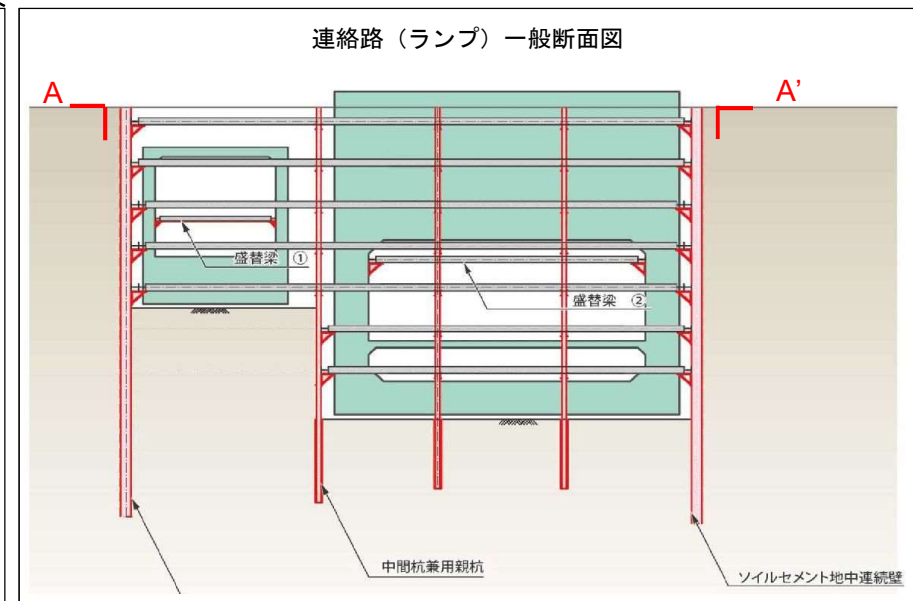 連絡路（ランプ）一般断面図
A
A'
盛替梁 ①
盛替梁 ②
中間杭兼用親杭
ソイルセメント地中連続壁